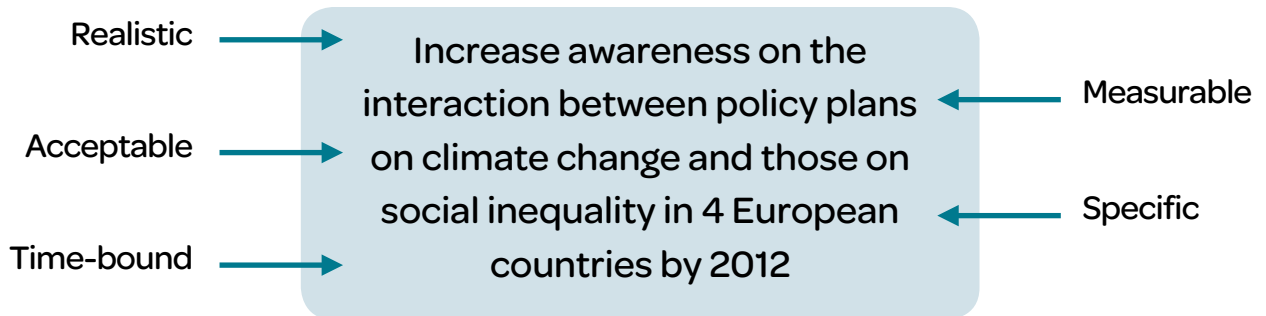 Realistic
Acceptable
Time-bound
Increase awareness on the
interaction between policy plans
on climate change and those on
social inequality in 4 European
countries by 2012
Measurable
Specific